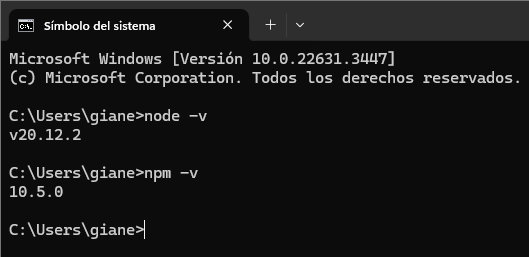 Símbolo del sistema
Microsoft Windows [Versión 10.0.22631.3447]
(c) Microsoft Corporation. Todos los derechos reservados.
C:\Users\giane>node -v
v20.12.2
C:\Users\giane>npm -v
10.5.0
C:\Users\giane>